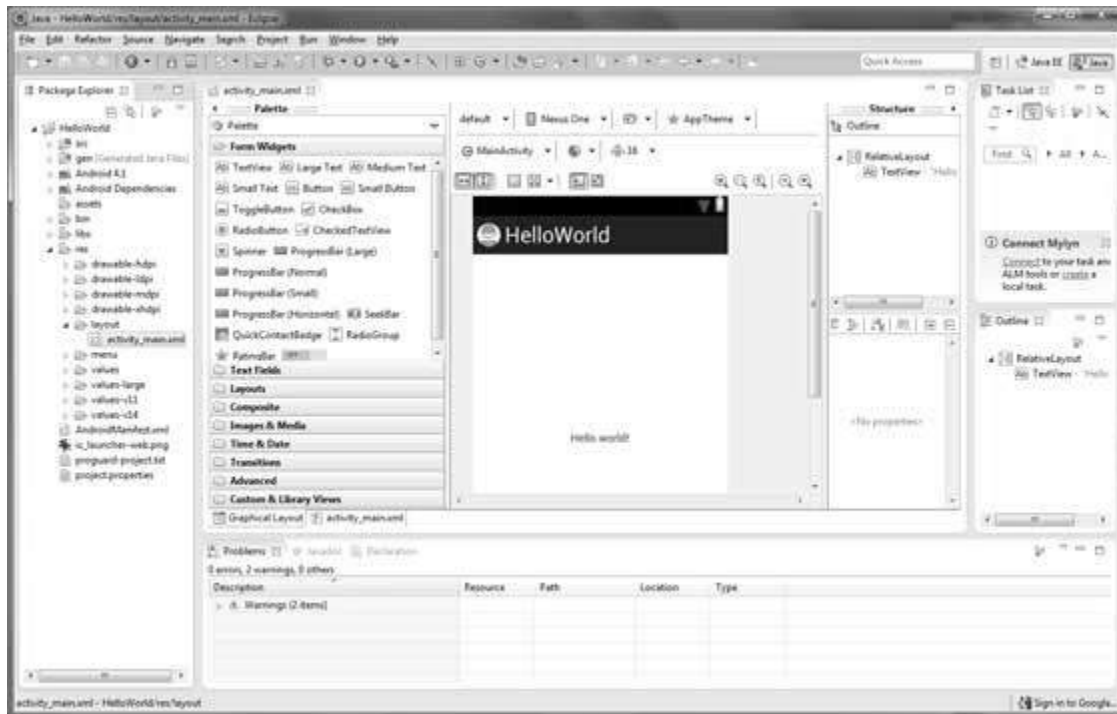 Java - HelloWorld/res/layout/activity_main.xml - Eclipse
File Edit Refactor Source Navigate Search Project Run Window Help
Quick Access
Java EE
Java
Package Explorer
HelloWorld
src
gen [Generated Java Files]
Android 4.1
Android Dependencies
assets
bin
libs
res
drawable-hdpi
drawable-ldpi
drawable-mdpi
drawable-xhdpi
layout
activity_main.xml
menu
values
values-large
values-v11
values-v14
AndroidManifest.xml
ic_launcher-web.png
proguard-project.txt
project.properties
activity_main.xml
Palette
Palette
Form Widgets
TextView Large Text Medium Text
Small Text Button Small Button
ToggleButton CheckBox
RadioButton CheckedTextView
Spinner ProgressBar (Large)
ProgressBar (Normal)
ProgressBar (Small)
ProgressBar (Horizontal) SeekBar
QuickContactBadge RadioGroup
RatingBar
Text Fields
Layouts
Composite
Images & Media
Time & Date
Transitions
Advanced
Custom & Library Views
Graphical Layout activity_main.xml
default Nexus One AppTheme
MainActivity 16
HelloWorld
Hello world!
Structure
Outline
RelativeLayout
TextView - "Hello
<No properties>
Task List
Find All A...
Connect Mylyn
Connect to your task and
ALM tools or create a
local task.
Outline
RelativeLayout
TextView - "Hello
Problems Javadoc Declaration
0 errors, 2 warnings, 0 others
Description Resource Path Location Type
Warnings (2 items)
activity_main.xml - HelloWorld/res/layout
Sign in to Google...